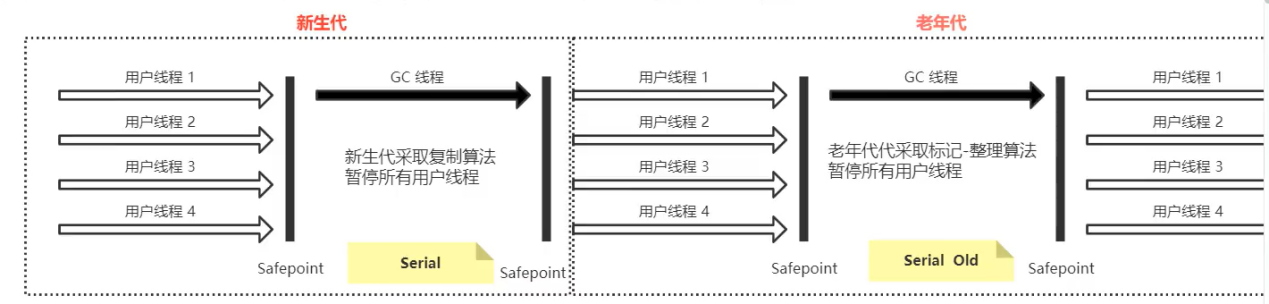 新生代
老年代
用户线程 1
GC 线程
用户线程 1
GC 线程
用户线程 1
用户线程 2
用户线程 2
用户线程 2
新生代采取复制算法
暂停所有用户线程
老年代代采取标记-整理算法
暂停所有用户线程
用户线程 3
用户线程 3
用户线程 3
用户线程 4
用户线程 4
用户线程 4
Safepoint
Serial
Safepoint
Safepoint
Serial Old
Safepoint